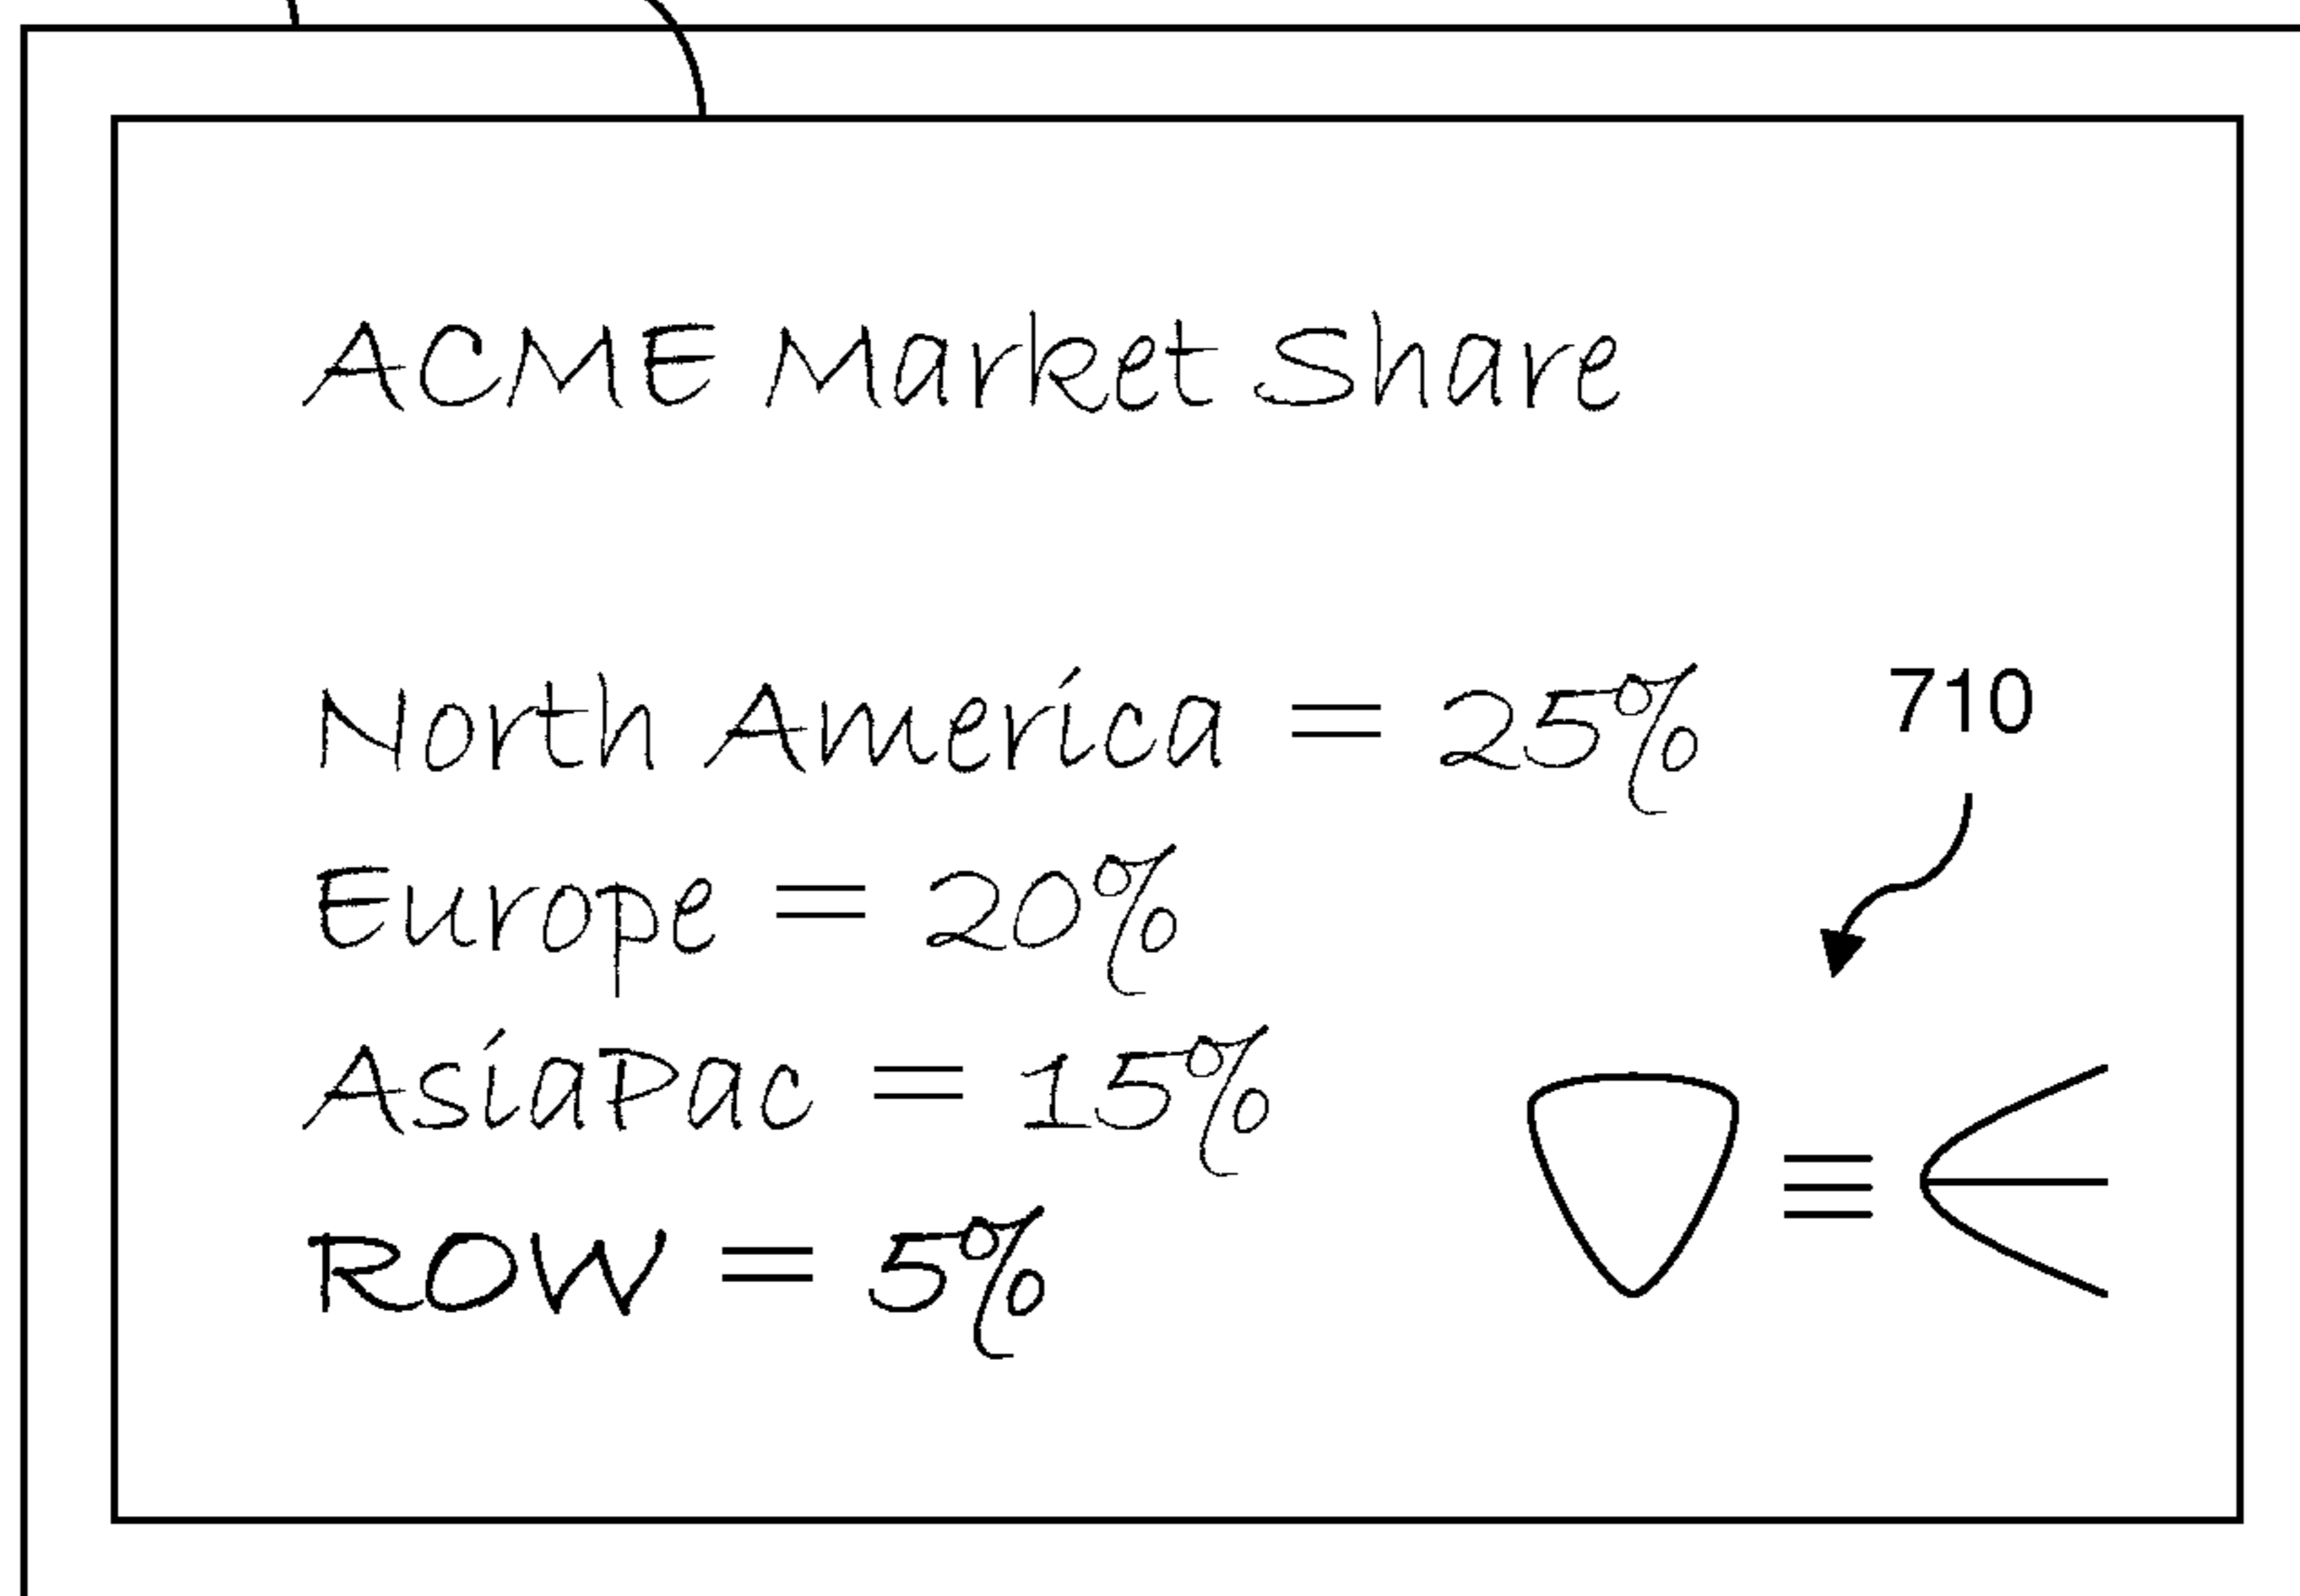 ACME Market Share
North America = 25%
710
Europe = 20%
AsiaPac = 15%
ROW = 5%